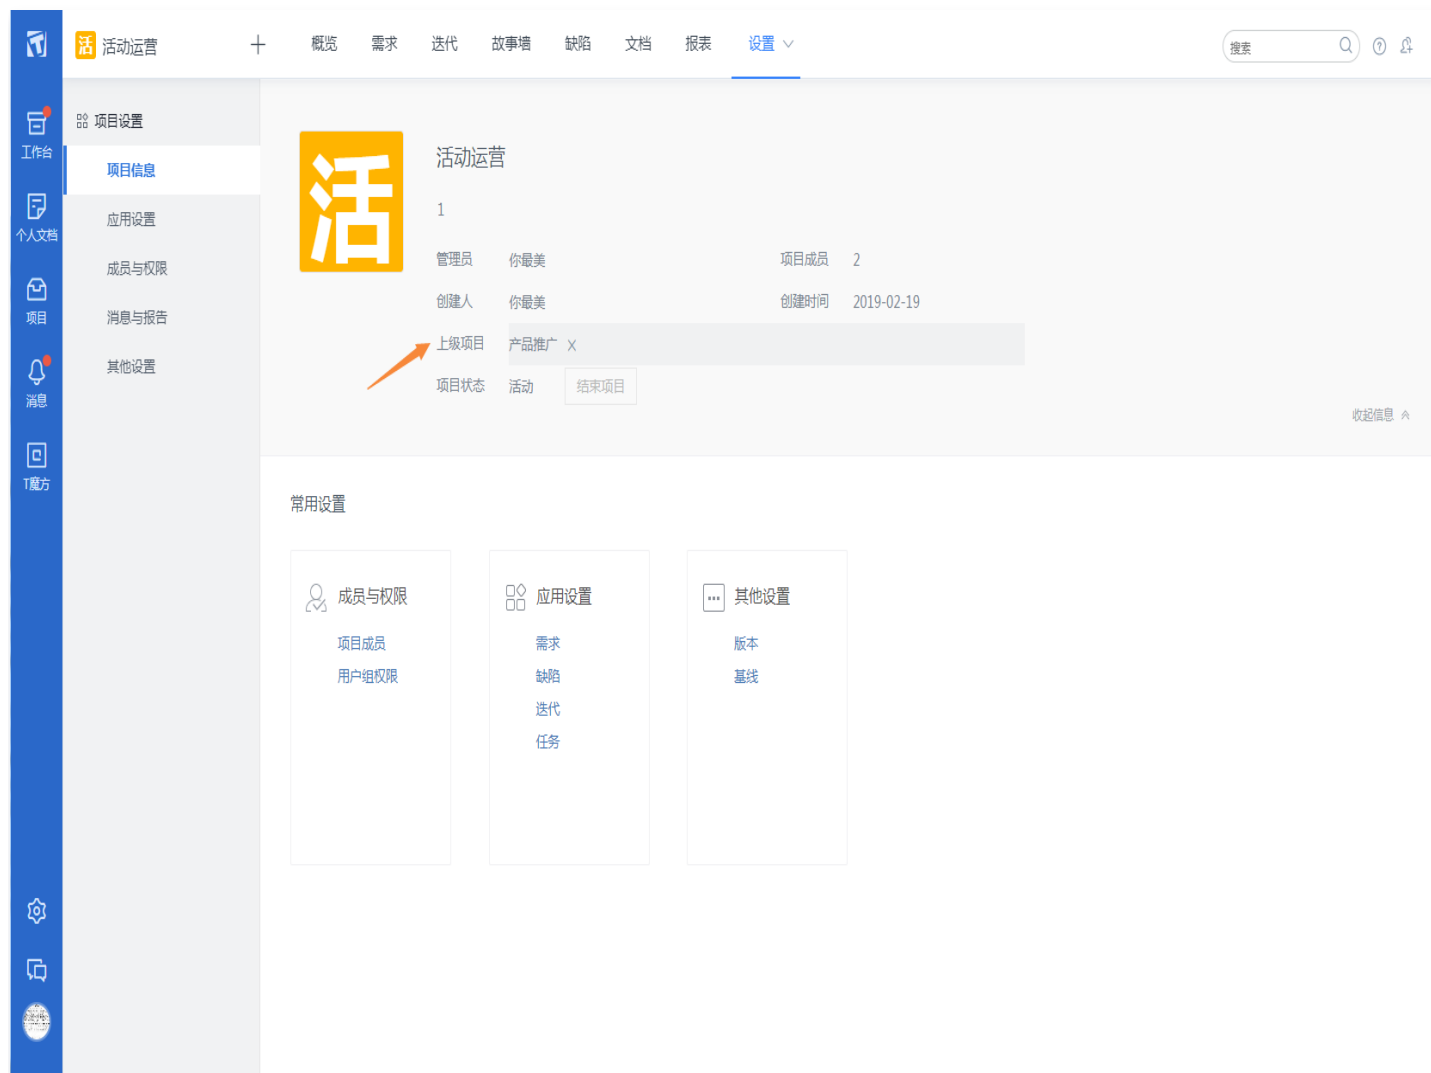 活 活动运营 概览 需求 迭代 故事墙 缺陷 文档 报表 设置 搜索
工作台
个人文档
项目
消息
T魔方
项目设置
项目信息
应用设置
成员与权限
消息与报告
其他设置
活
活动运营
1
管理员 你最美 项目成员 2
创建人 你最美 创建时间 2019-02-19
上级项目 产品推广 X
项目状态 活动 结束项目
收起信息
常用设置
成员与权限
项目成员
用户组权限
应用设置
需求
缺陷
迭代
任务
其他设置
版本
基线